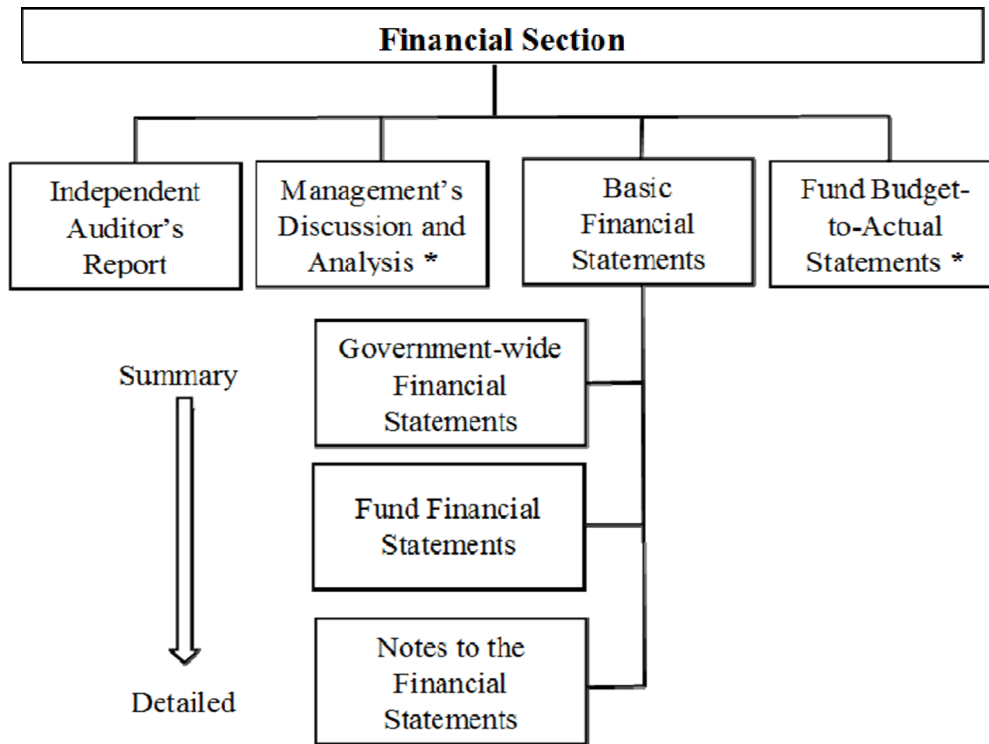 Financial Section
Independent
Auditor's
Report
Management's
Discussion and
Analysis *
Basic
Financial
Statements
Fund Budget-
to-Actual
Statements *
Government-wide
Financial
Statements
Summary
Fund Financial
Statements
Notes to the
Financial
Statements
Detailed